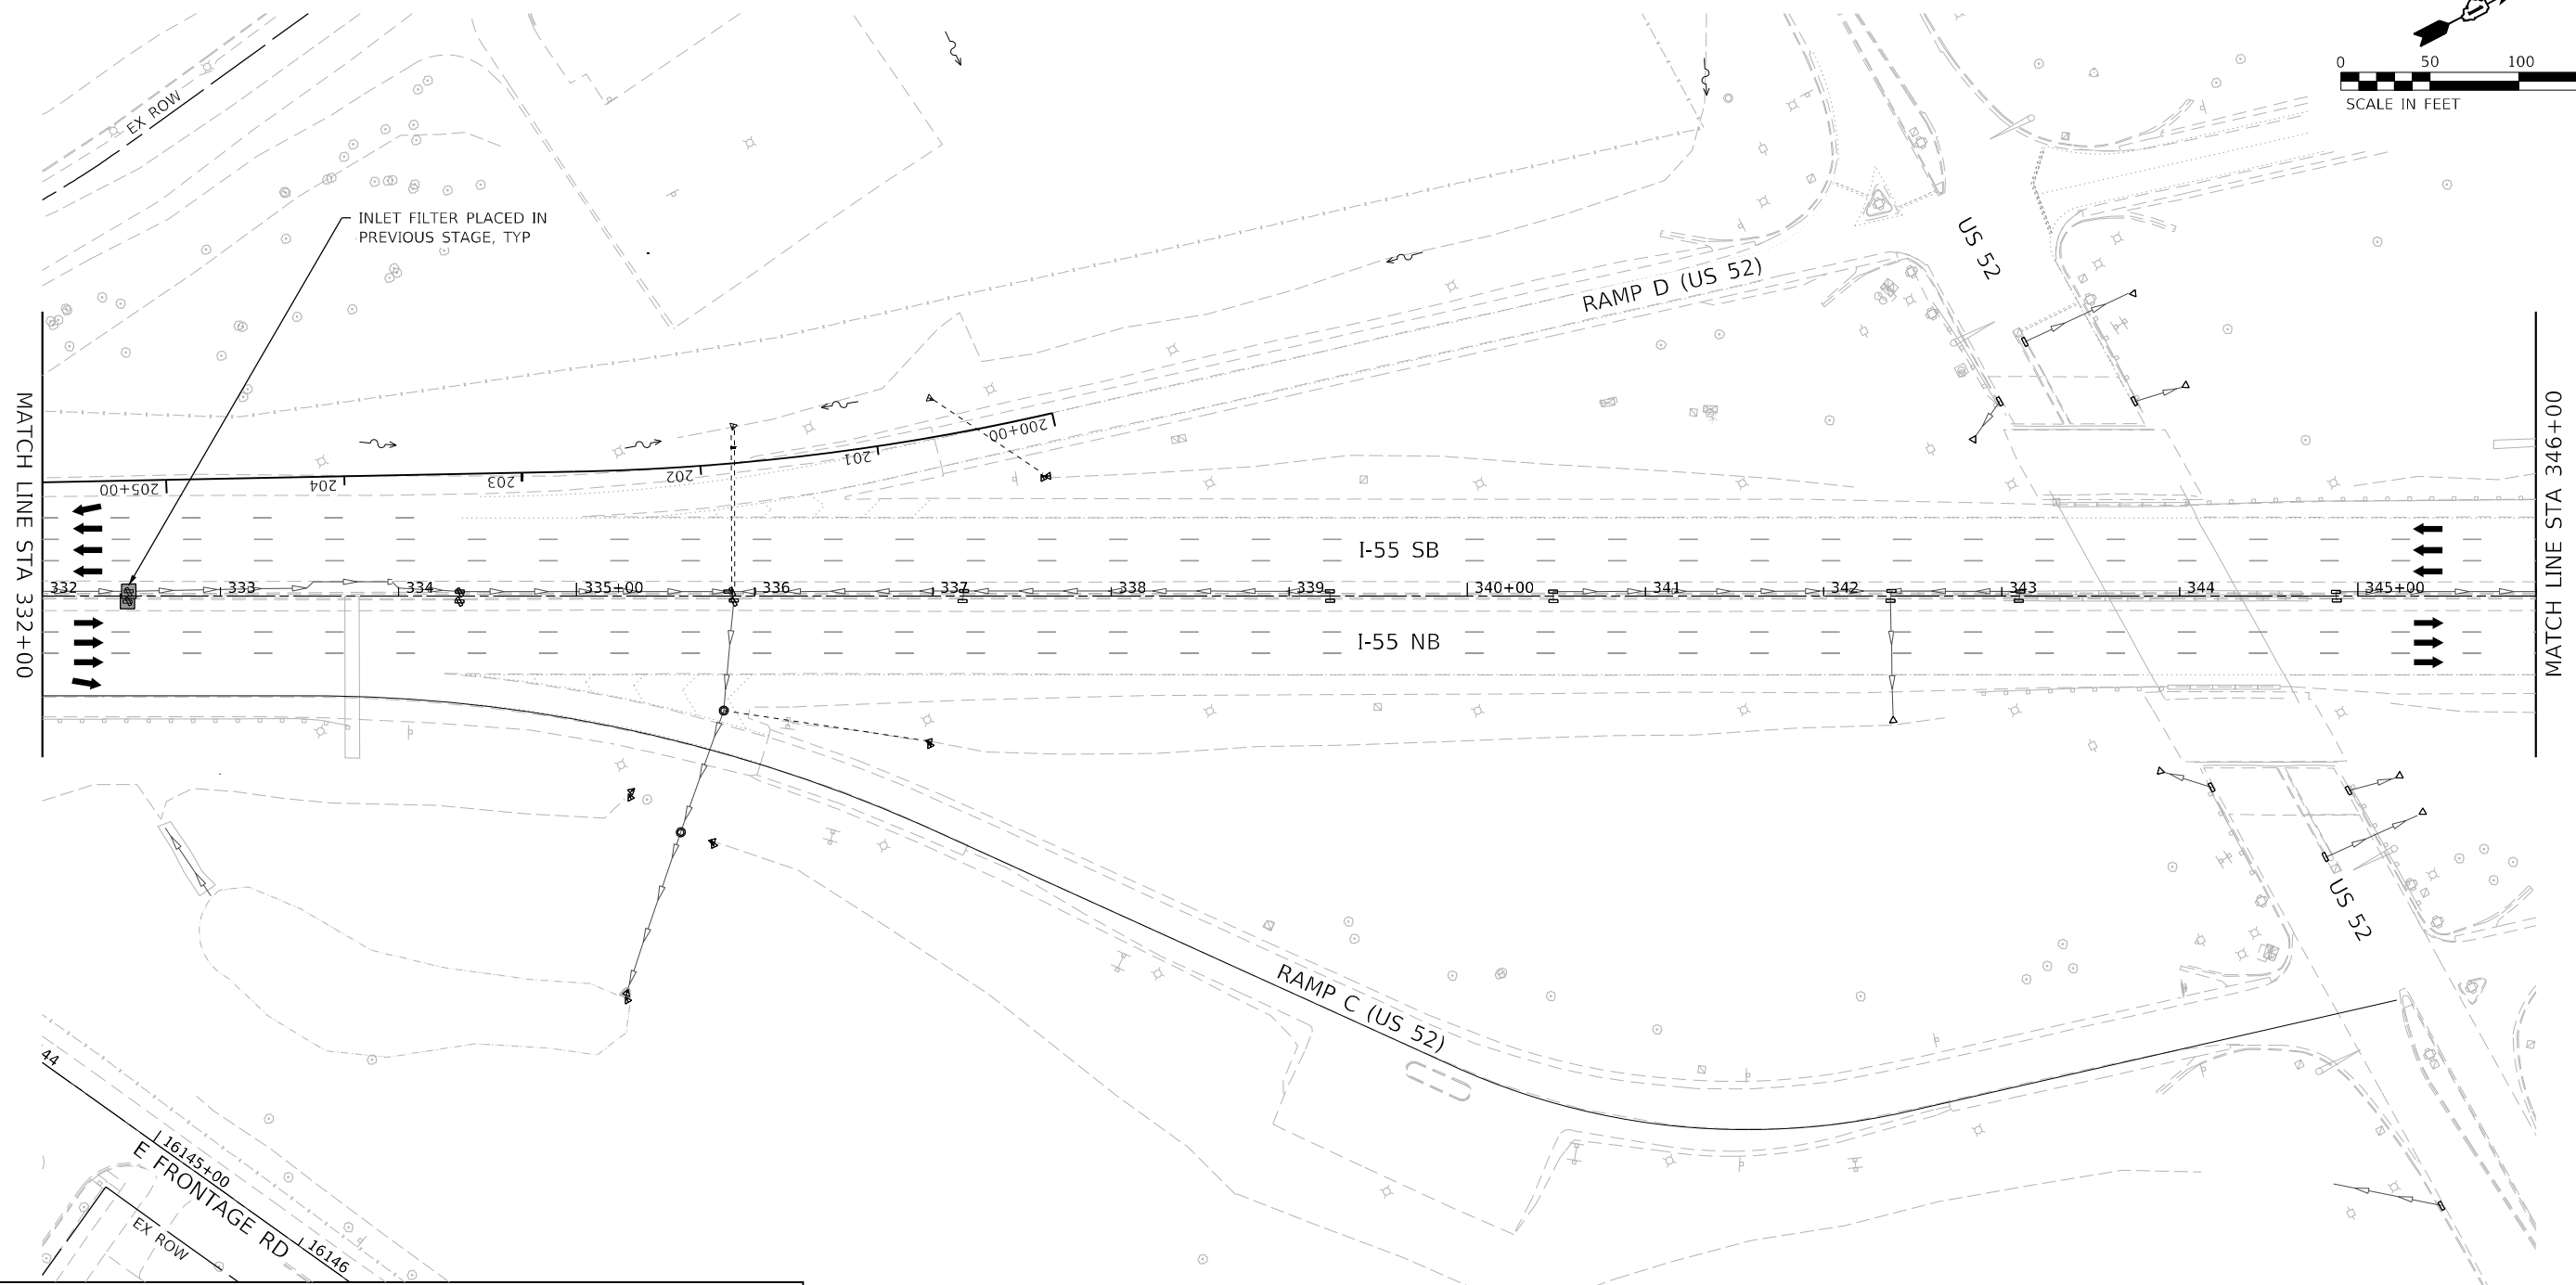 0 50 100
SCALE IN FEET
EX ROW
INLET FILTER PLACED IN
PREVIOUS STAGE, TYP
US 52
RAMP D (US 52)
MATCH LINE STA 332+00
MATCH LINE STA 346+00
205+00 204 203 202 201 200+00
I-55 SB
332 333 334 335+00 336 337 338 339 340+00 341 342 343 344 345+00
I-55 NB
US 52
RAMP C (US 52)
44
16145+00
E FRONTAGE RD
16146
EX ROW